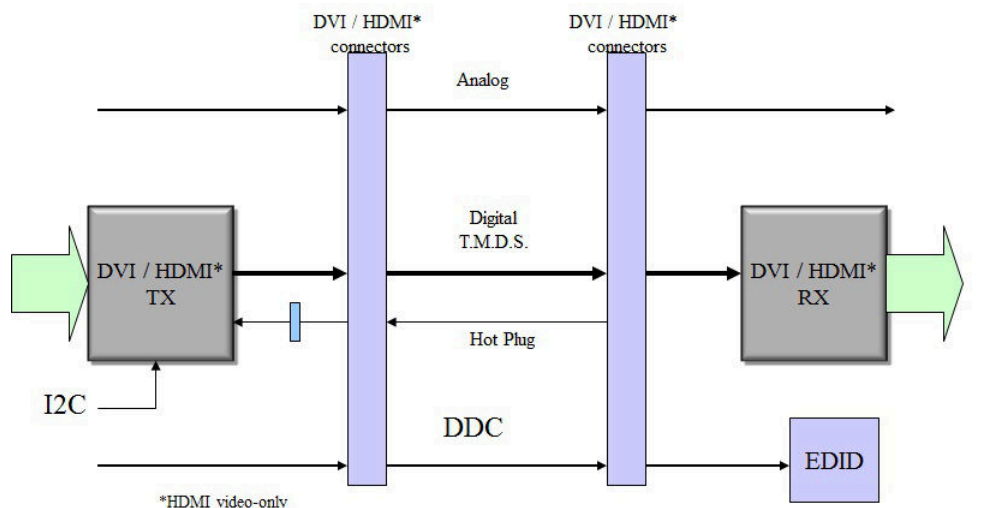 DVI / HDMI*
connectors
DVI / HDMI*
connectors
Analog
Digital
T.M.D.S.
DVI / HDMI*
TX
DVI / HDMI*
RX
Hot Plug
I2C
DDC
EDID
*HDMI video-only